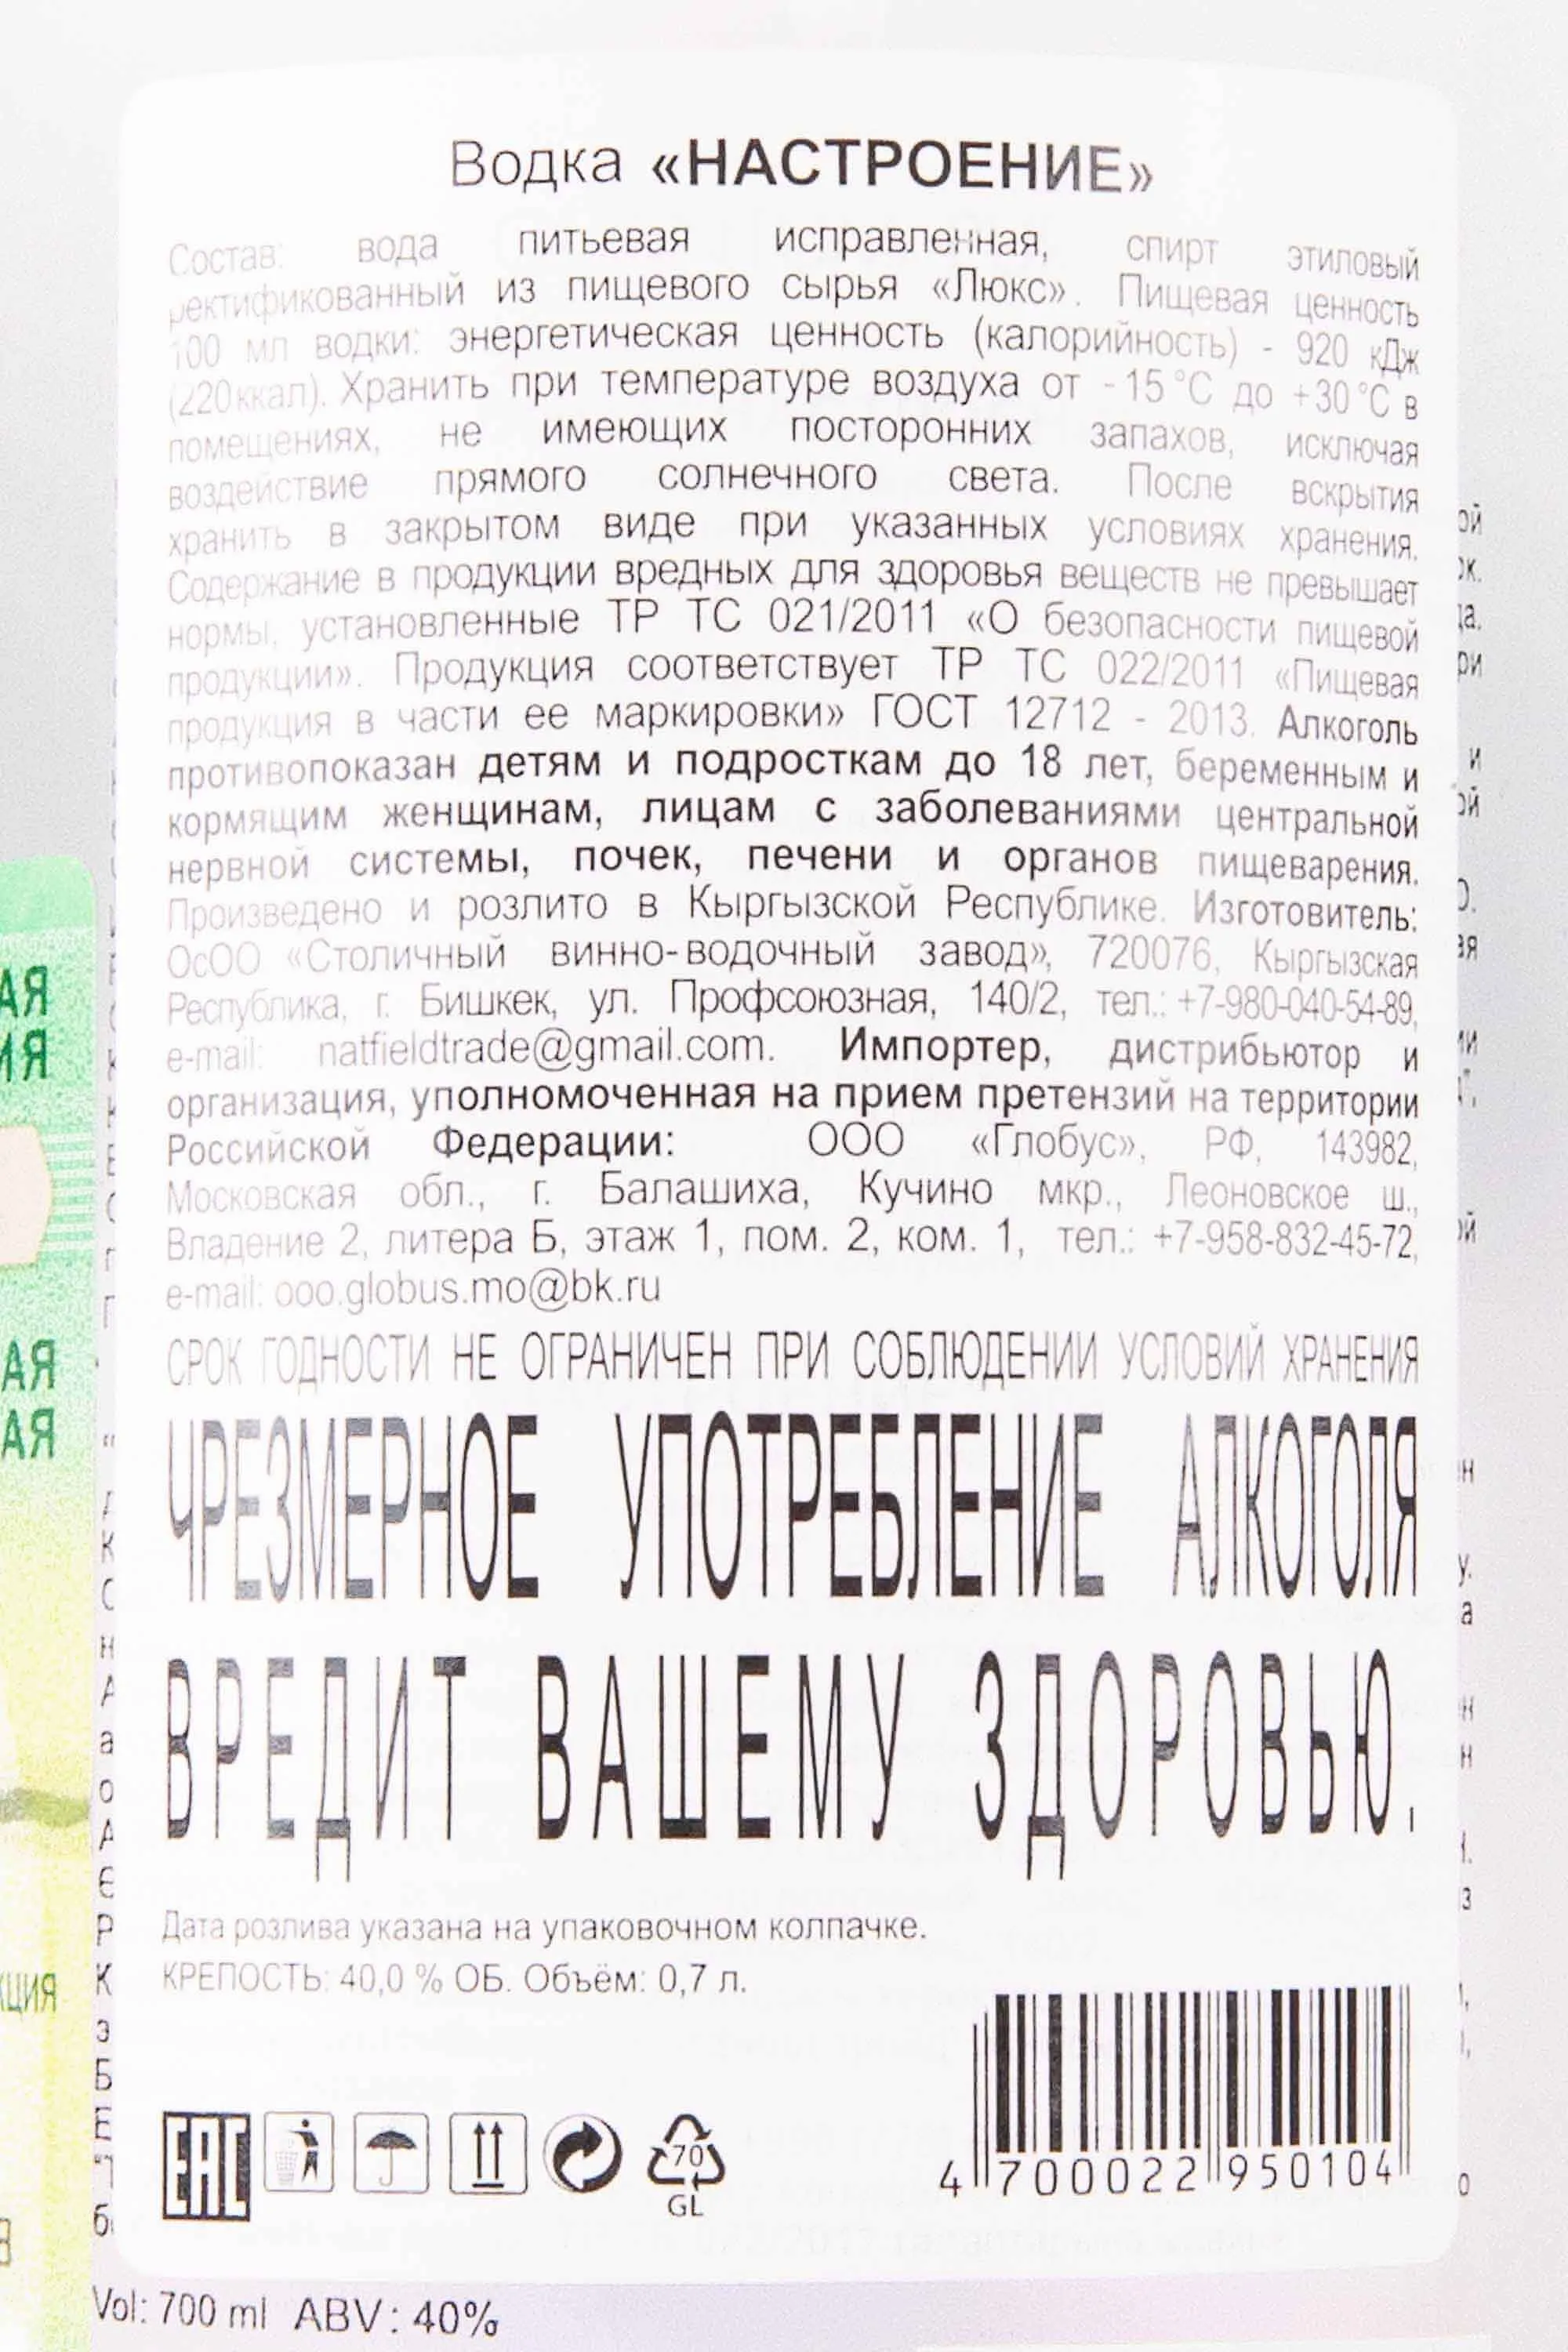 Водка «НАСТРОЕНИЕ»
Состав: вода питьевая исправленная, спирт этиловый
ректификованный из пищевого сырья «Люкс». Пищевая ценность
100 мл водки: энергетическая ценность (калорийность) - 920 кДж
(220ккал). Хранить при температуре воздуха от -15°С до +30°С в
помещениях, не имеющих посторонних запахов, исключая
воздействие прямого солнечного света. После вскрытия
хранить в закрытом виде при указанных условиях хранения.
Содержание в продукции вредных для здоровья веществ не превышает
нормы, установленные ТР ТС 021/2011 «О безопасности пищевой
продукции». Продукция соответствует ТР ТС 022/2011 «Пищевая
продукция в части ее маркировки» ГОСТ 12712 - 2013. Алкоголь
противопоказан детям и подросткам до 18 лет, беременным и
кормящим женщинам, лицам с заболеваниями центральной
нервной системы, почек, печени и органов пищеварения.
Произведено и розлито в Кыргызской Республике. Изготовитель:
ОсОО «Столичный винно-водочный завод», 720076, Кыргызская
Республика, г. Бишкек, ул. Профсоюзная, 140/2, тел.: +7-980-040-54-89,
e-mail: natfieldtrade@gmail.com. Импортер, дистрибьютор и
организация, уполномоченная на прием претензий на территории
Российской Федерации: ООО «Глобус», РФ, 143982,
Московская обл., г. Балашиха, Кучино мкр., Леоновское ш.,
Владение 2, литера Б, этаж 1, пом. 2, ком. 1, тел.: +7-958-832-45-72,
e-mail: ooo.globus.mo@bk.ru
СРОК ГОДНОСТИ НЕ ОГРАНИЧЕН ПРИ СОБЛЮДЕНИИ УСЛОВИЙ ХРАНЕНИЯ
ЧРЕЗМЕРНОЕ УПОТРЕБЛЕНИЕ АЛКОГОЛЯ
ВРЕДИТ ВАШЕМУ ЗДОРОВЬЮ.
Дата розлива указана на упаковочном колпачке.
КРЕПОСТЬ: 40,0 % ОБ. Объём: 0,7 л.
EAC
70
GL
4 700022 950104
Vol: 700 ml ABV: 40%